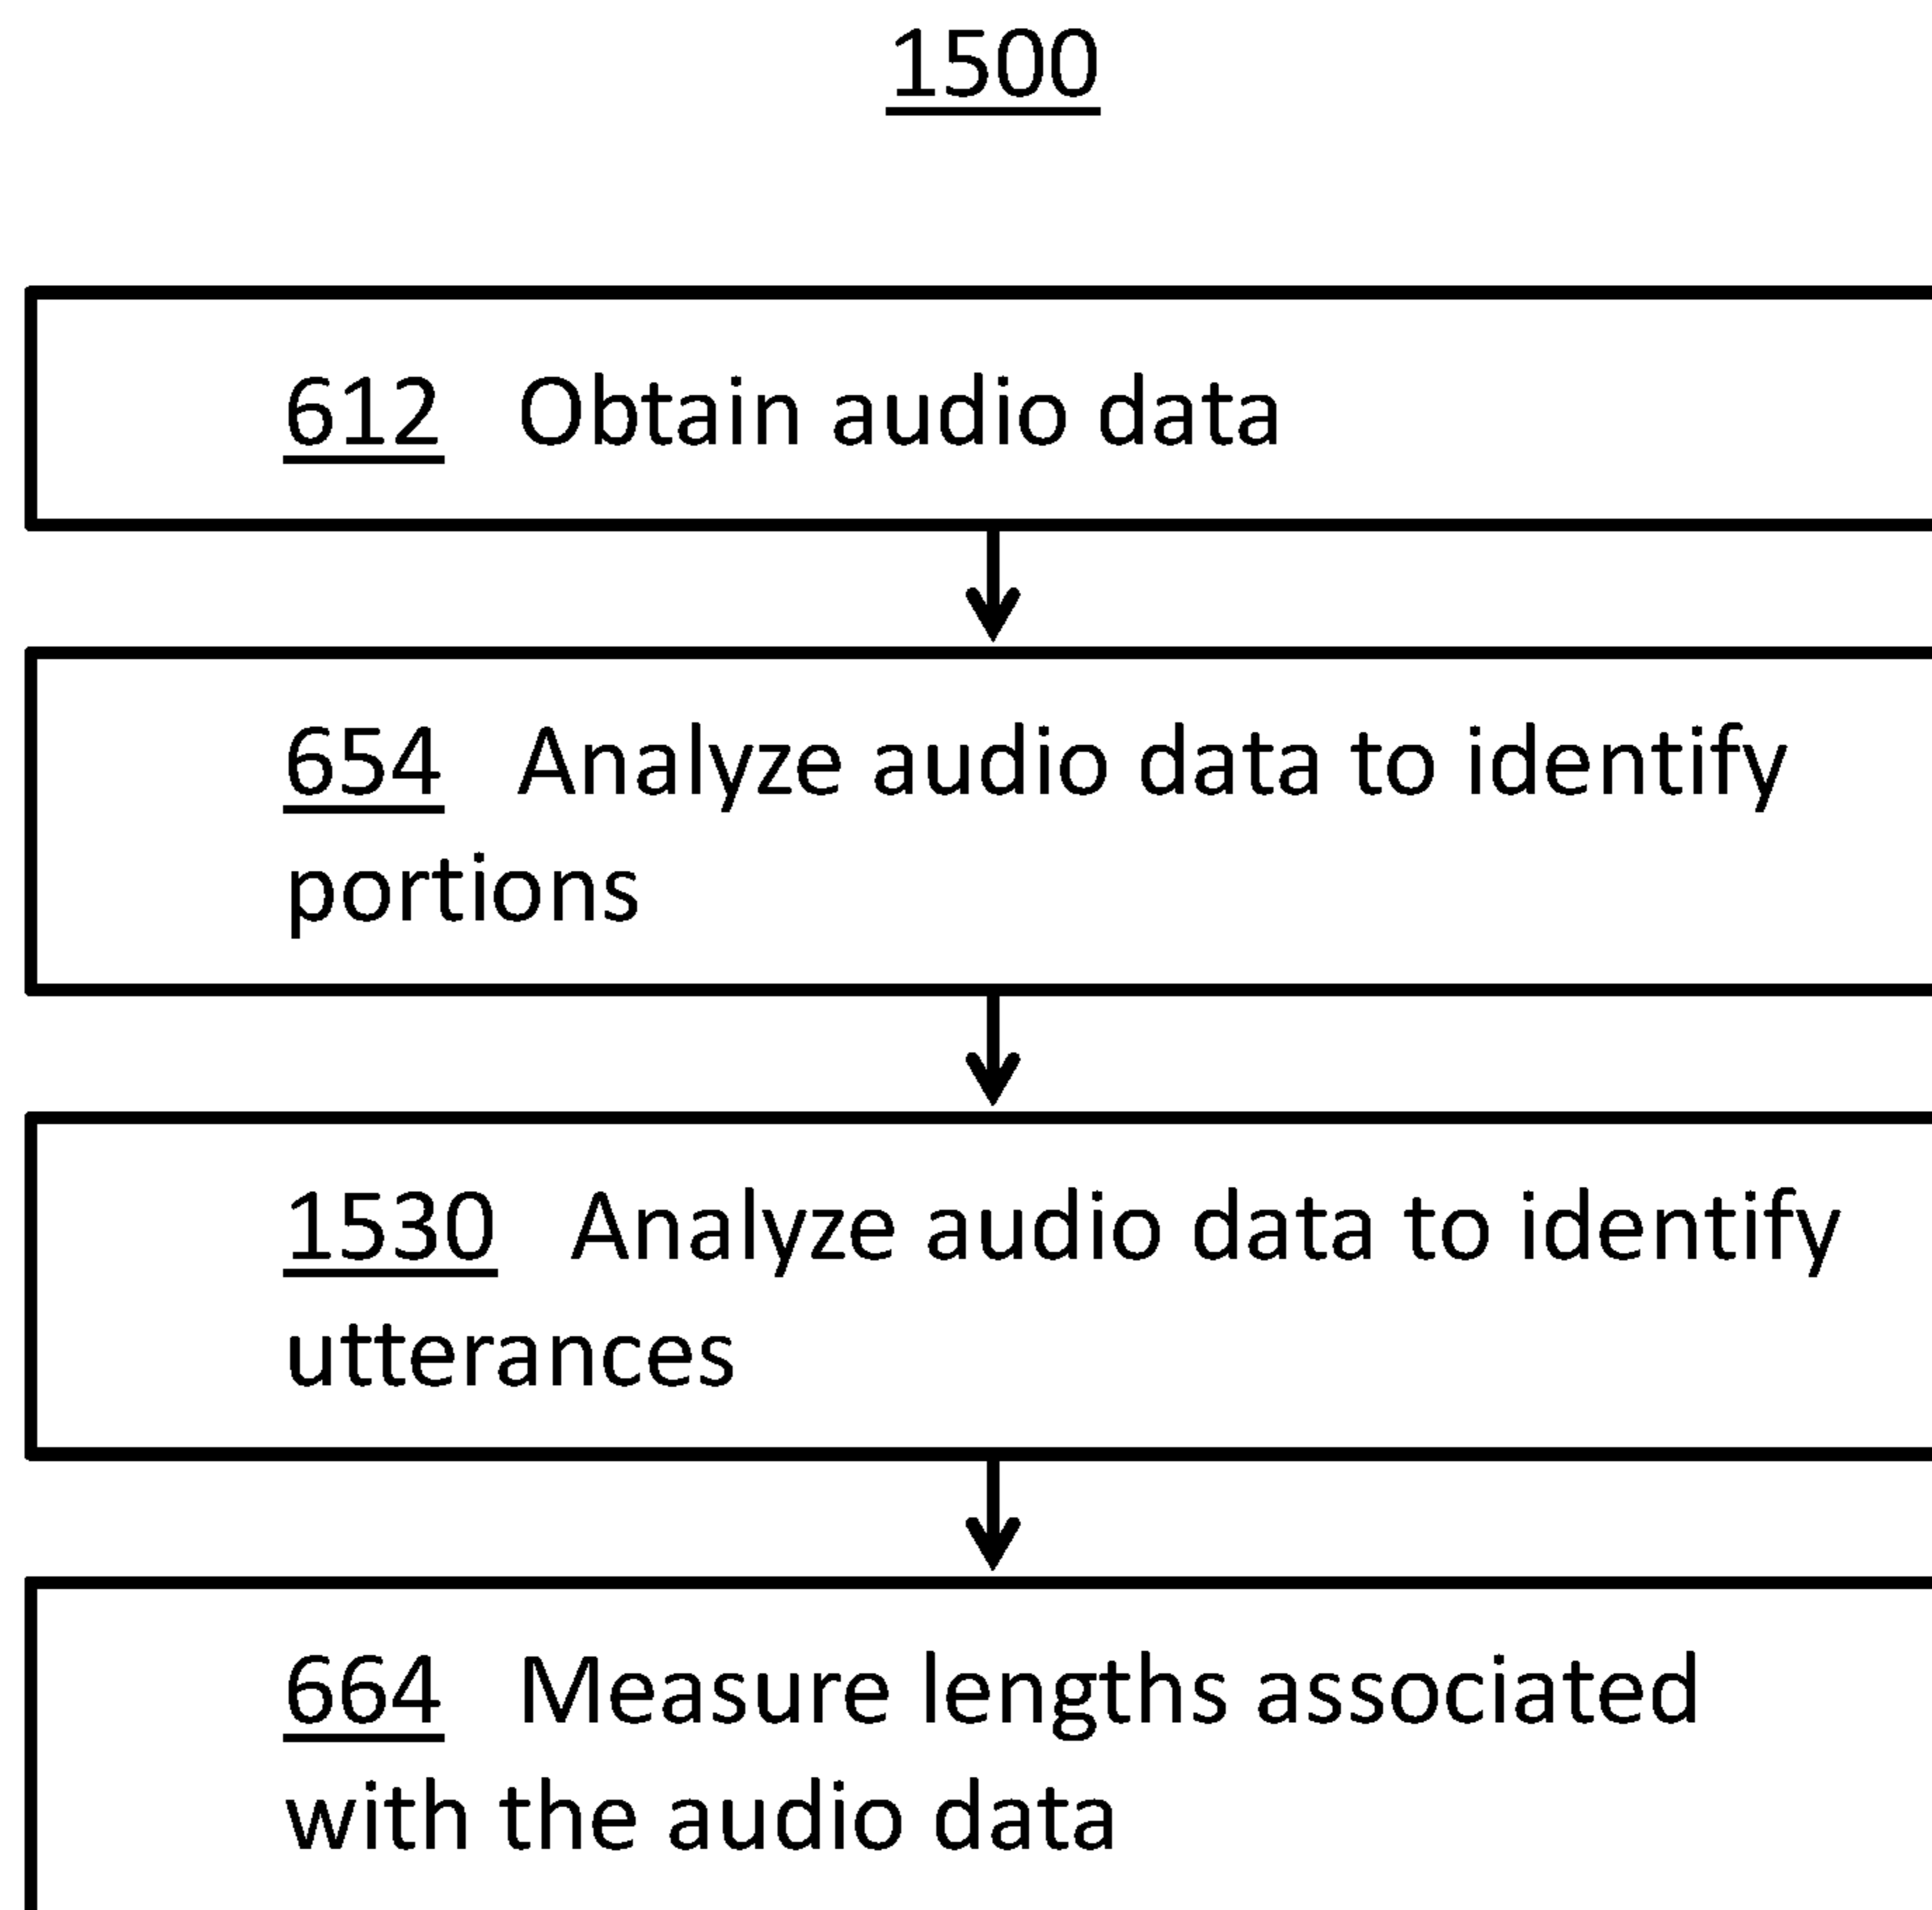 1500
612 Obtain audio data
654 Analyze audio data to identify
portions
1530 Analyze audio data to identify
utterances
664 Measure lengths associated
with the audio data